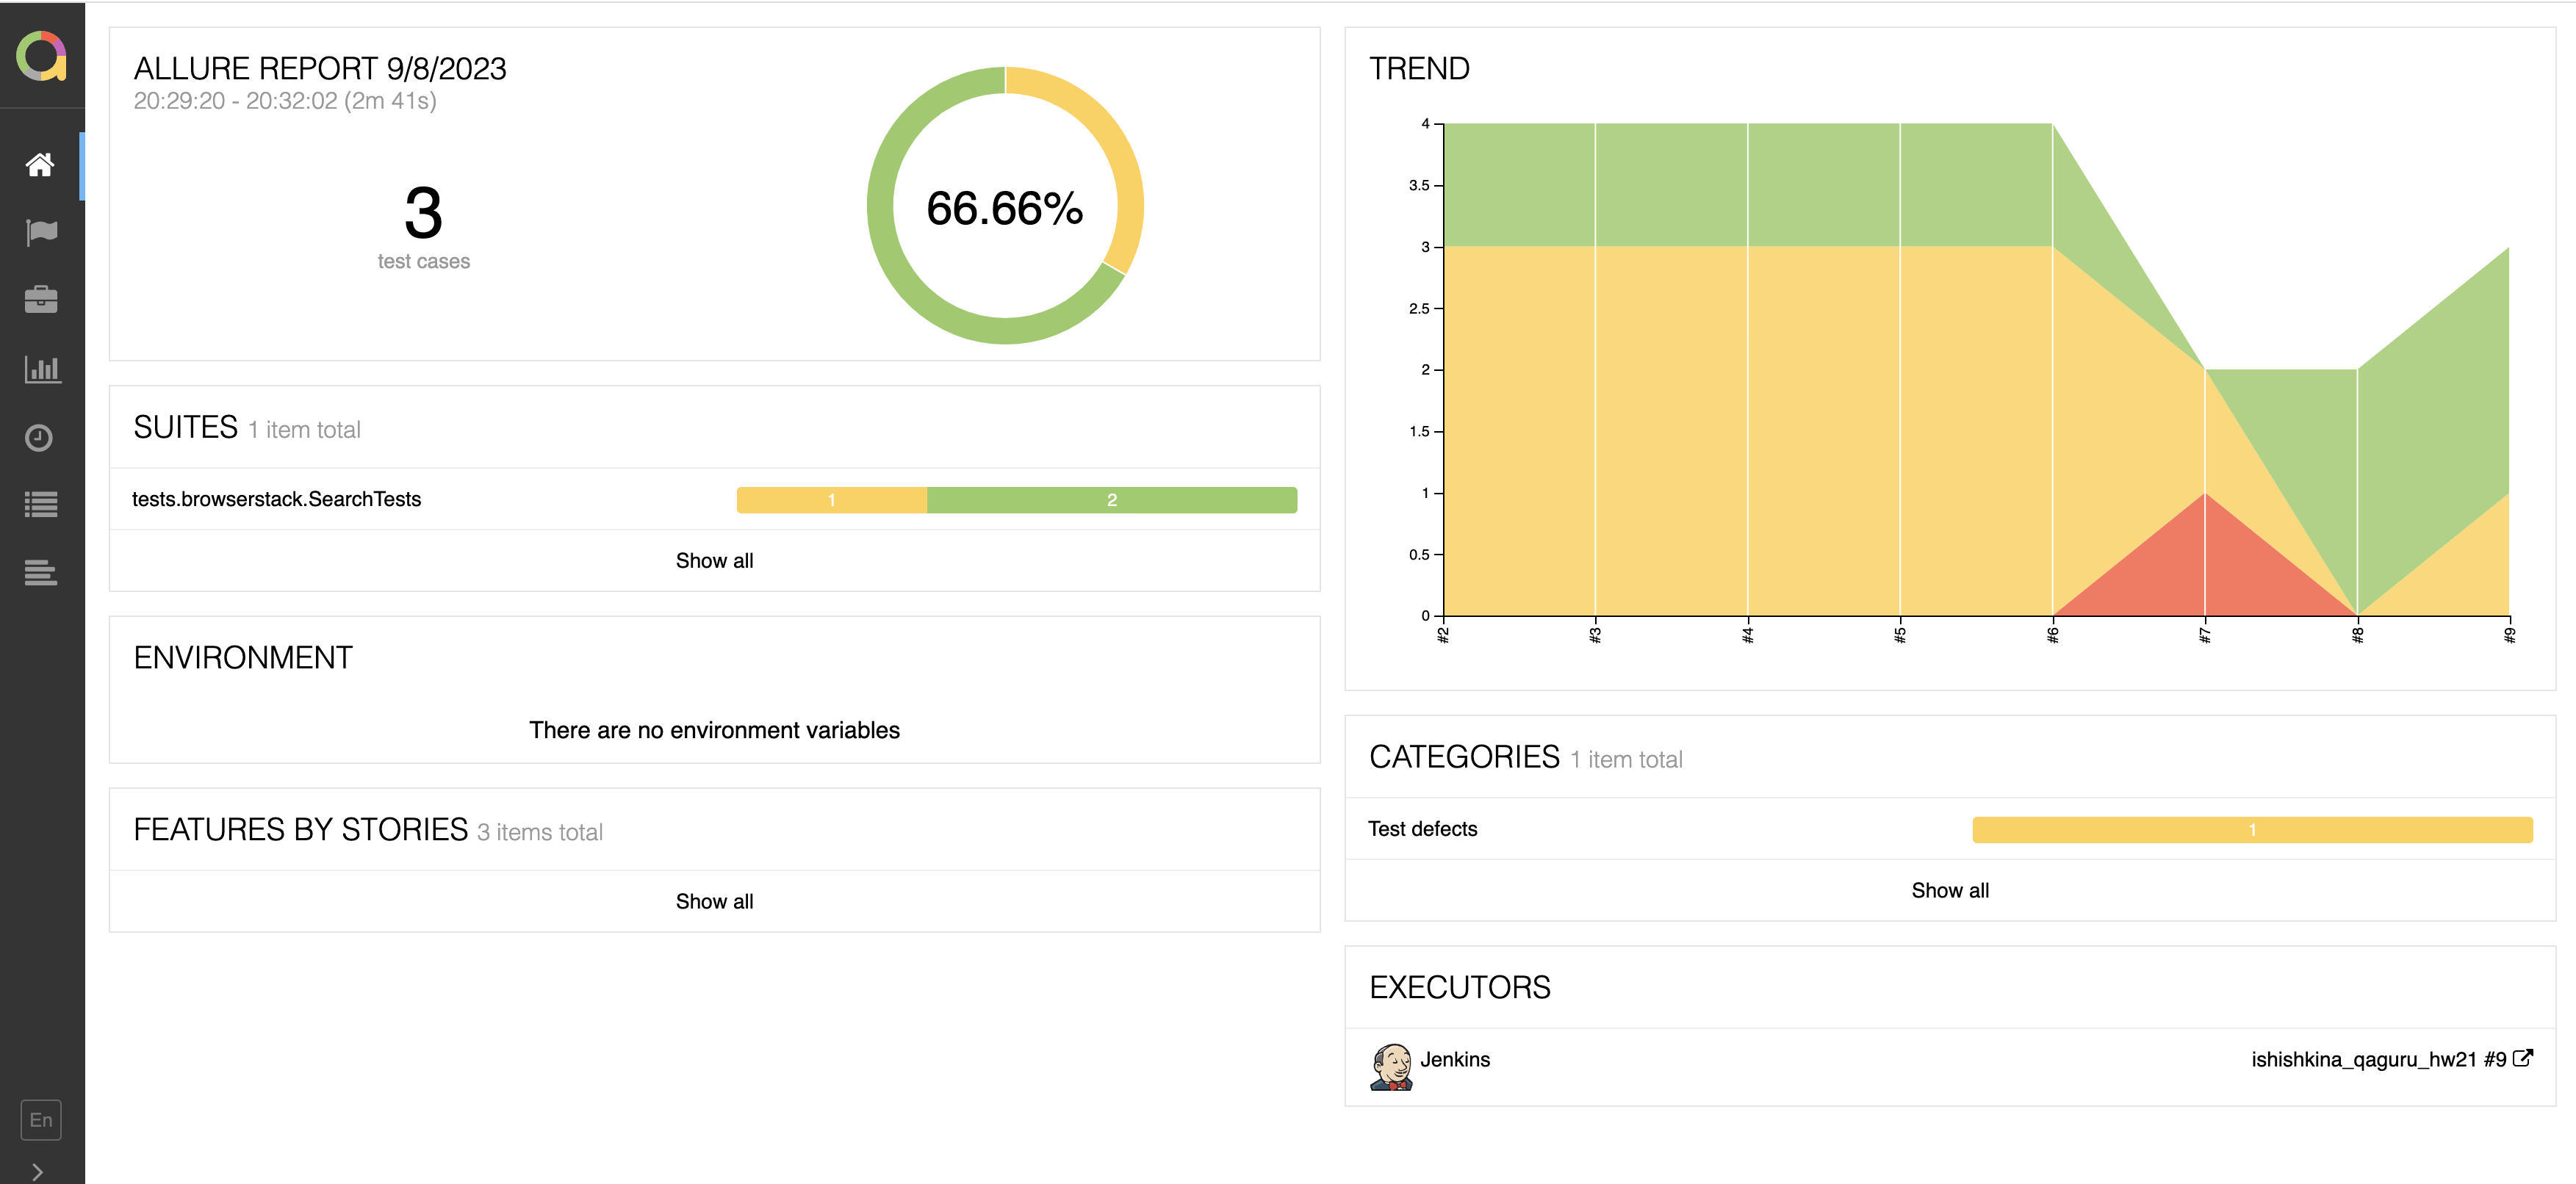 ALLURE REPORT 9/8/2023
20:29:20 - 20:32:02 (2m 41s)
3
test cases
66.66%
SUITES 1 item total
tests.browserstack.SearchTests 1 2
Show all
ENVIRONMENT
There are no environment variables
FEATURES BY STORIES 3 items total
Show all
TREND
4
3.5
3
2.5
2
1.5
1
0.5
0
#2 #3 #4 #5 #6 #7 #8 #9
CATEGORIES 1 item total
Test defects 1
Show all
EXECUTORS
Jenkins ishishkina_qaguru_hw21 #9
En